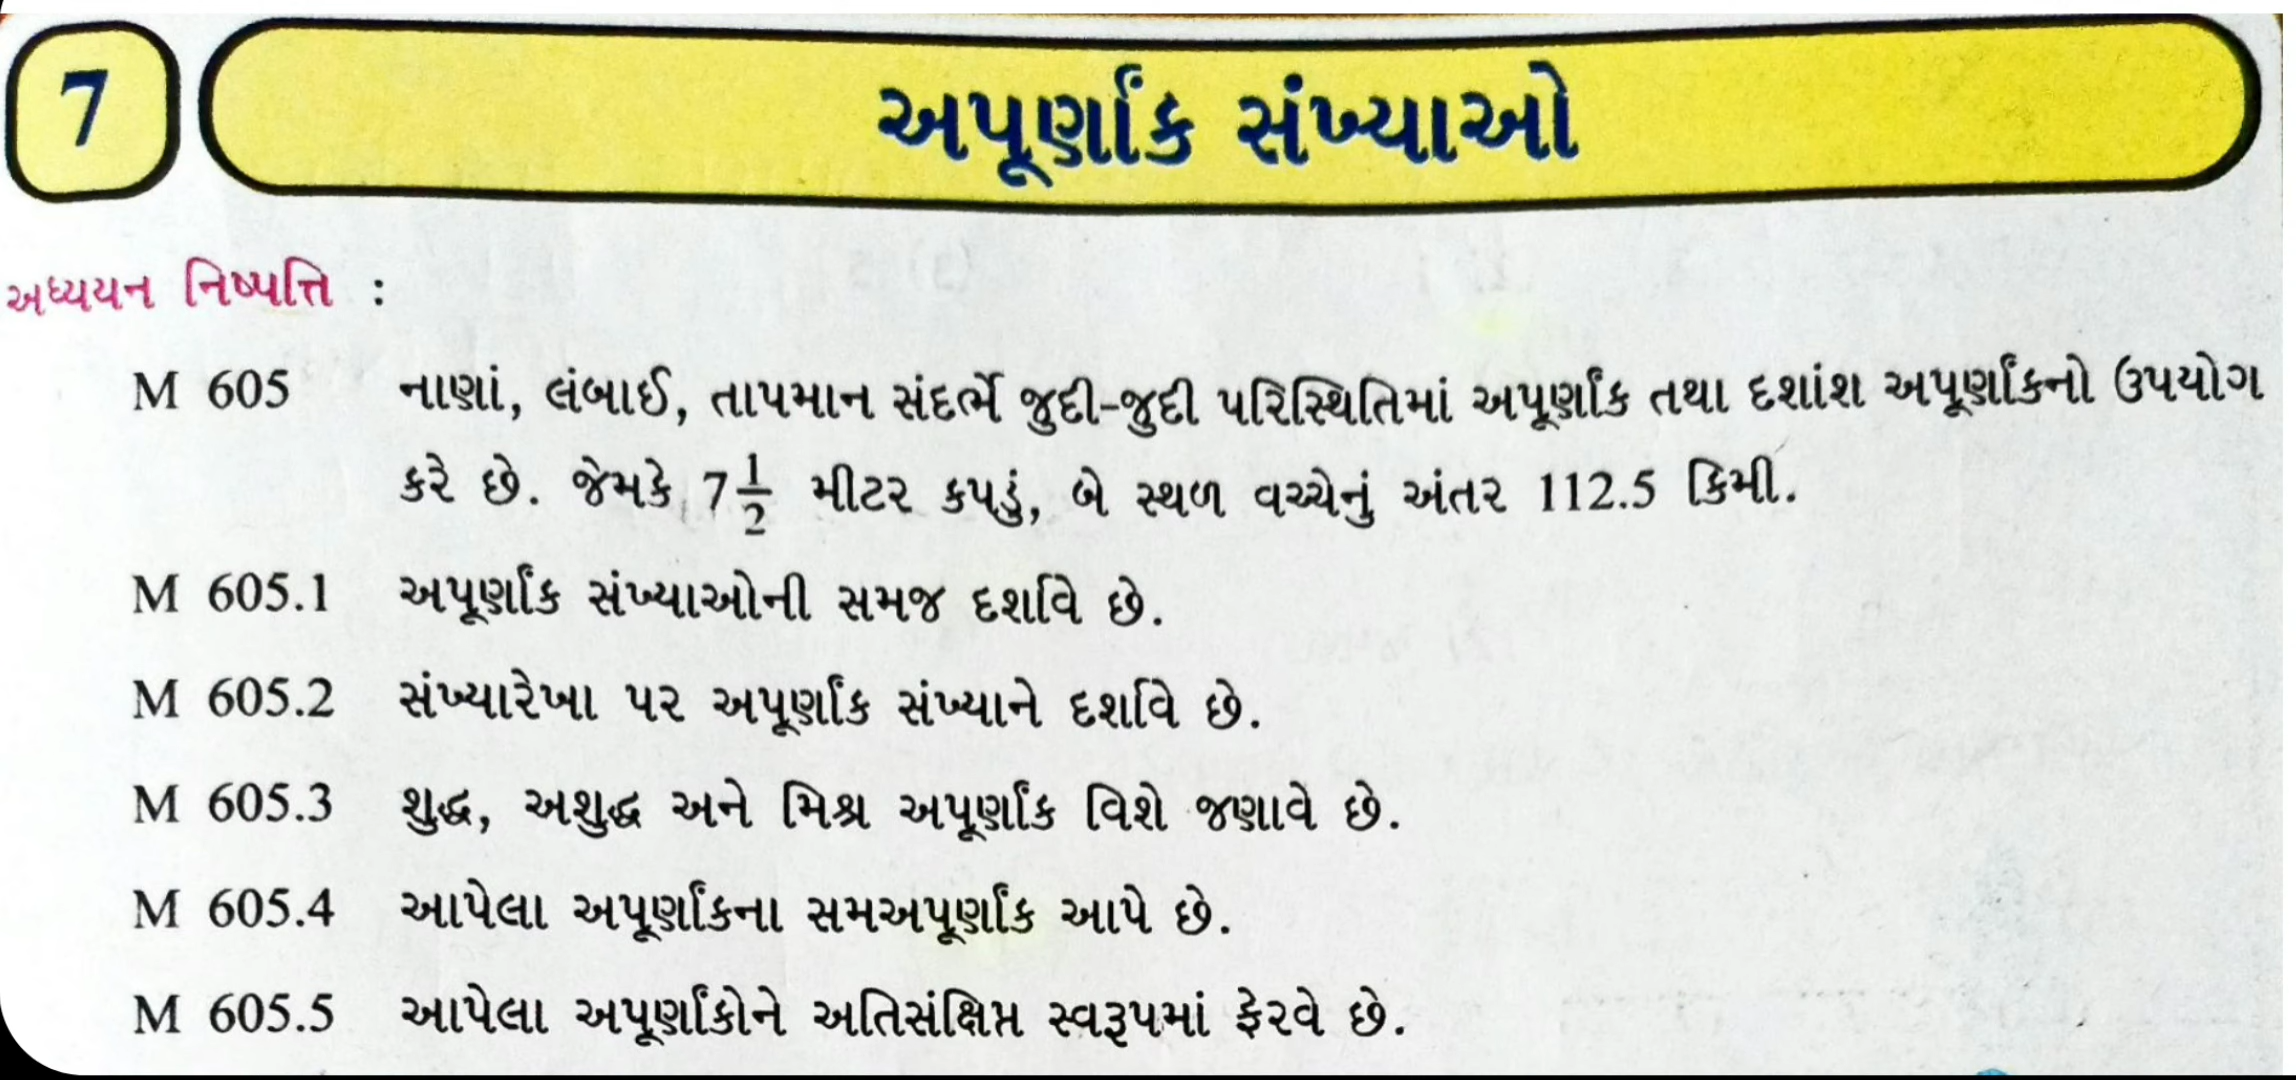 7
અપૂર્ણાંક સંખ્યાઓ
અધ્યયન નિષ્પત્તિ :
M 605 નાણાં, લંબાઈ, તાપમાન સંદર્ભે જુદી-જુદી પરિસ્થિતિમાં અપૂર્ણાંક તથા દશાંશ અપૂર્ણાંકનો ઉપયોગ
કરે છે. જેમકે 7 1/2 મીટર કપડું, બે સ્થળ વચ્ચેનું અંતર 112.5 કિમી.
M 605.1 અપૂર્ણાંક સંખ્યાઓની સમજ દર્શાવે છે.
M 605.2 સંખ્યારેખા પર અપૂર્ણાંક સંખ્યાને દર્શાવે છે.
M 605.3 શુદ્ધ, અશુદ્ધ અને મિશ્ર અપૂર્ણાંક વિશે જણાવે છે.
M 605.4 આપેલા અપૂર્ણાંકના સમઅપૂર્ણાંક આપે છે.
M 605.5 આપેલા અપૂર્ણાંકોને અતિસંક્ષિપ્ત સ્વરૂપમાં ફેરવે છે.